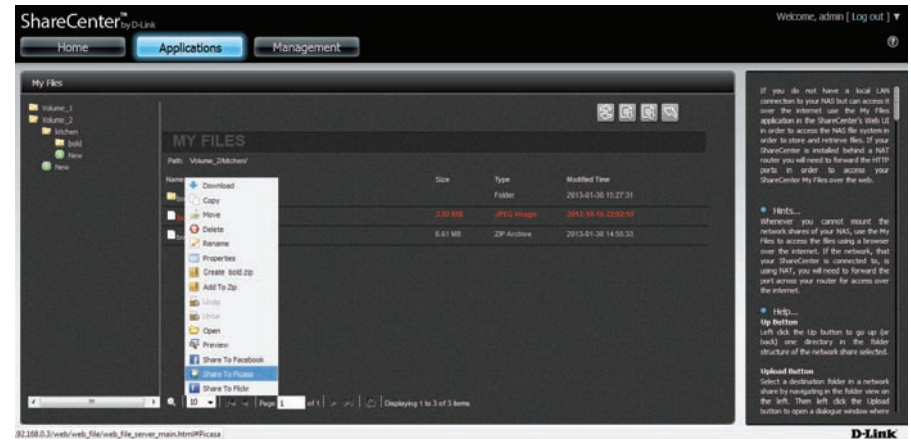 ShareCenter™ by D-Link
Welcome, admin [ Log out ] ▼
Home
Applications
Management
My Files
Volume_1
Volume_2
kitchen
bold
New
New
MY FILES
Path: Volume_2/kitchen/
Name Size Type Modified Time
Folder 2013-01-30 15:27:31
3.02 MB JPEG Image
6.61 MB ZIP Archive 2013-01-30 14:55:33
Download
Copy
Move
Delete
Rename
Properties
Create bold.zip
Add To Zip
Unzip
Untar
Open
Preview
Share To Facebook
Share To Picasa
Share To Flickr
10 Page 1 of 1 Displaying 1 to 3 of 3 items
If you do not have a local LAN
connection to your NAS but can access it
over the internet use the My Files
application in the ShareCenter's Web UI
in order to access the NAS file system in
order to store and retrieve files. If your
ShareCenter is installed behind a NAT
router you will need to forward the HTTP
ports in order to access your
ShareCenter My Files over the web.
Hints...
Whenever you cannot mount the
network shares of your NAS, use the My
Files to access the files using a browser
over the internet. If the network, that
your ShareCenter is connected to, is
using NAT, you will need to forward the
port across your router for access over
the internet.
Help...
Up Button
Left click the Up button to go up (or
back) one directory in the folder
structure of the network share selected.
Upload Button
Select a destination folder in a network
share by navigating in the folder view on
the left. Then left click the Upload
button to open a dialogue window where
92.168.0.3/web/web_file/web_file_server_main.html#Picasa
D-Link